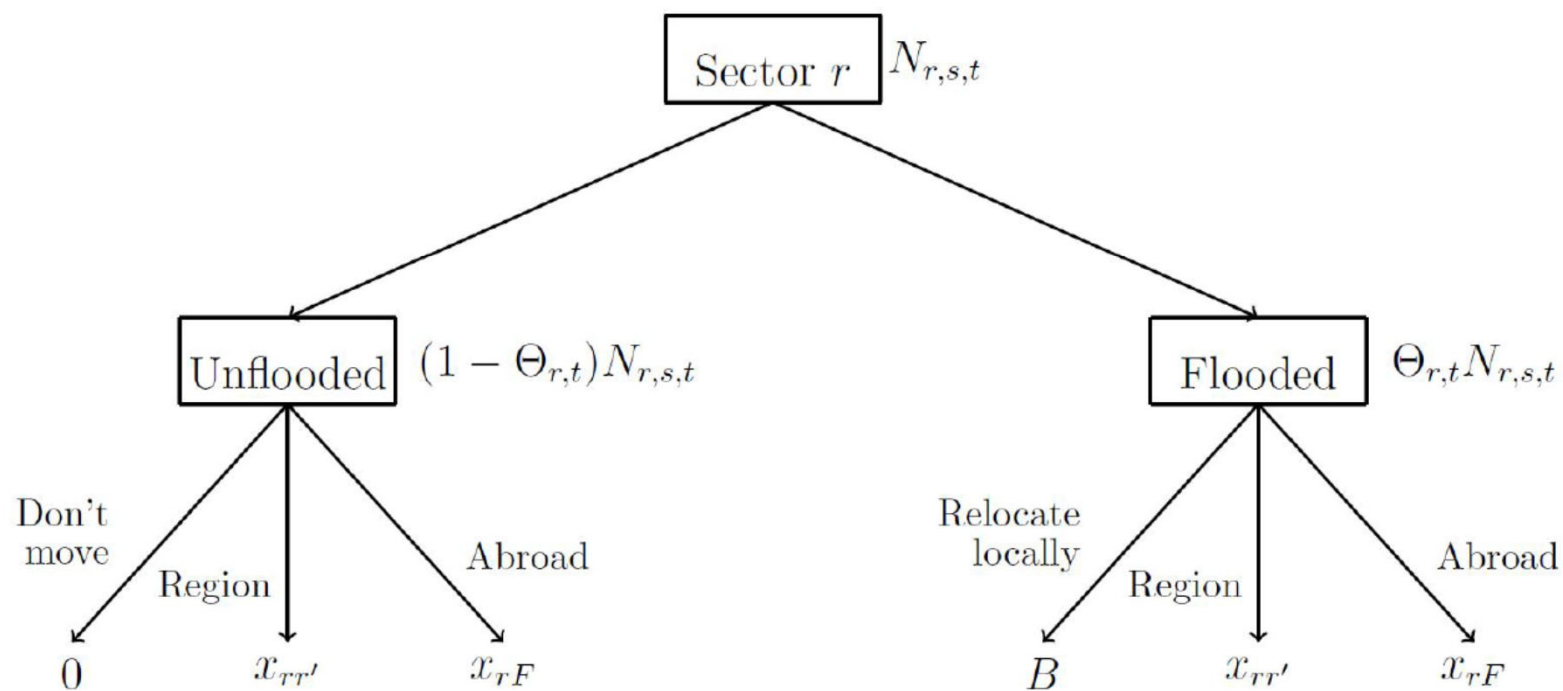 Sector r N_{r,s,t}
Unflooded (1 − Θ_{r,t})N_{r,s,t}
Flooded Θ_{r,t}N_{r,s,t}
Don't
move
Region
Abroad
Relocate
locally
Region
Abroad
0 x_{rr'} x_{rF}
B x_{rr'} x_{rF}